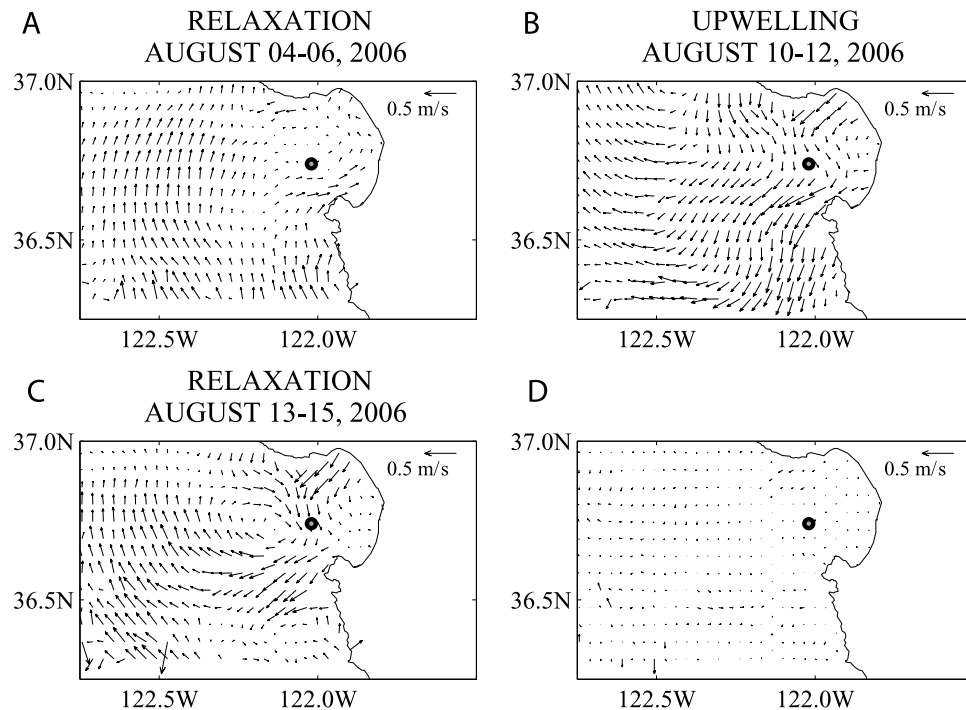 A
RELAXATION
AUGUST 04-06, 2006
37.0N
0.5 m/s
36.5N
122.5W
122.0W
B
UPWELLING
AUGUST 10-12, 2006
37.0N
0.5 m/s
36.5N
122.5W
122.0W
C
RELAXATION
AUGUST 13-15, 2006
37.0N
0.5 m/s
36.5N
122.5W
122.0W
D
37.0N
0.5 m/s
36.5N
122.5W
122.0W